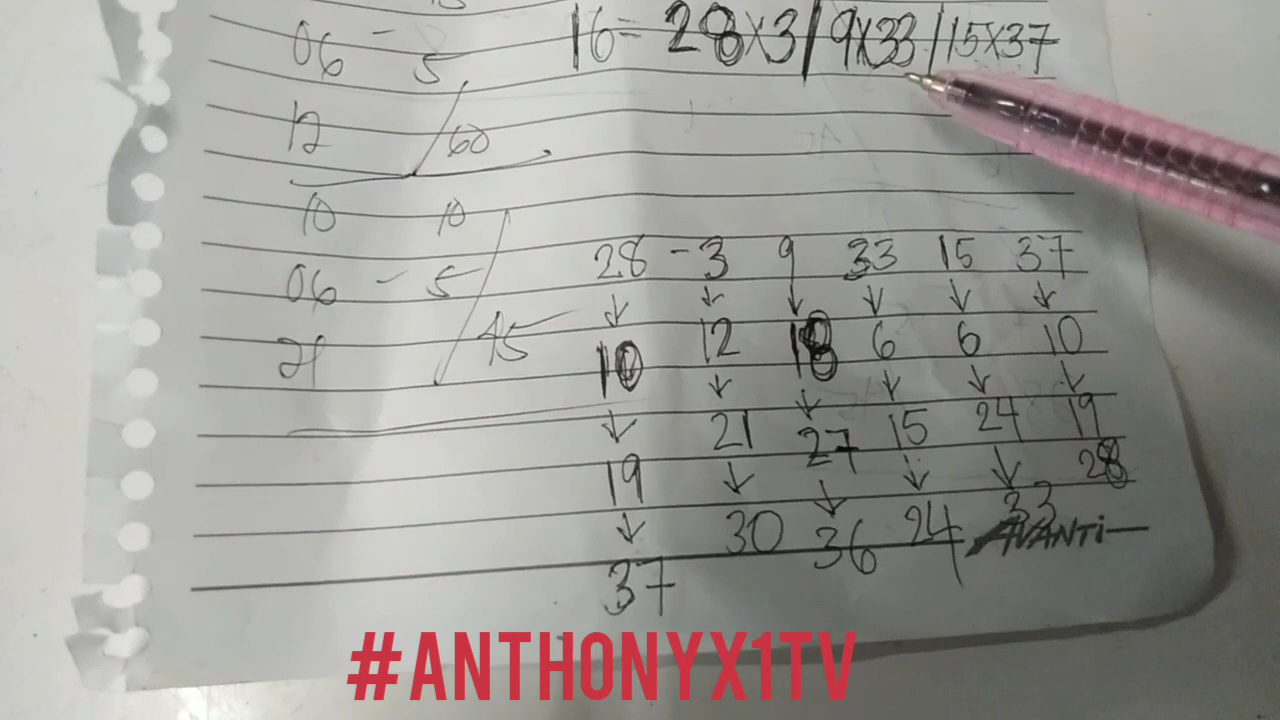 06 - 5 16= 28x3/9x33/15x37
12 /60
10 10
06 - 5
28 - 3 9 33 15 37
21 /45
10 12 18 6 6 10
19 21 27 15 24 19
37 30 36 24 33 28
AVANTi
#ANTHONYX1TV